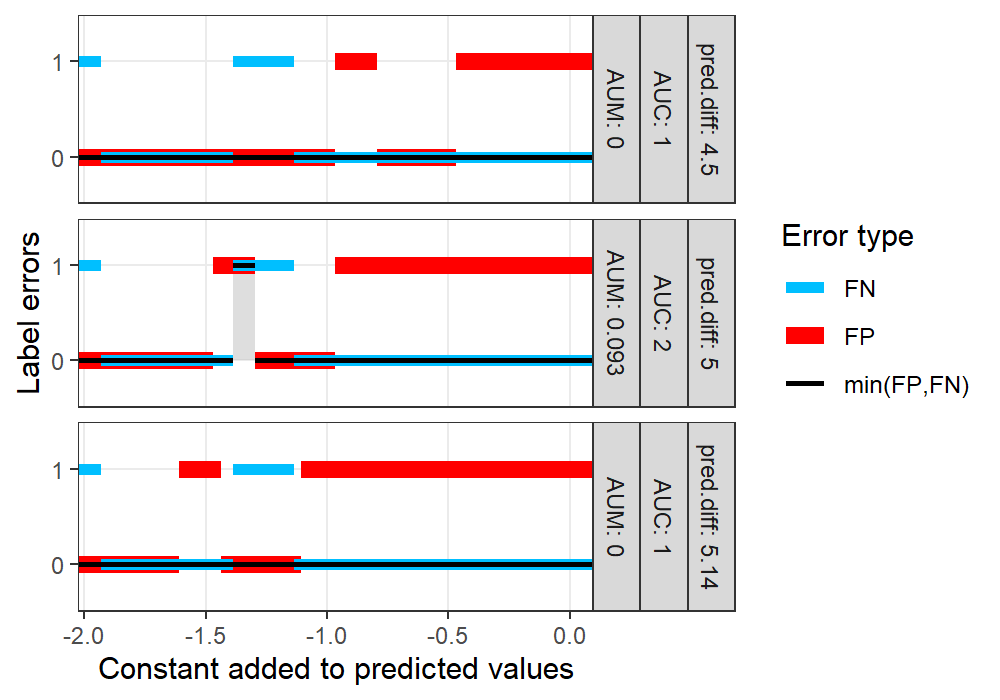 1
0
AUM: 0
AUC: 1
pred.diff: 4.5
Label errors
1
0
AUM: 0.093
AUC: 2
pred.diff: 5
1
0
AUM: 0
AUC: 1
pred.diff: 5.14
-2.0 -1.5 -1.0 -0.5 0.0
Constant added to predicted values
Error type
FN
FP
min(FP,FN)